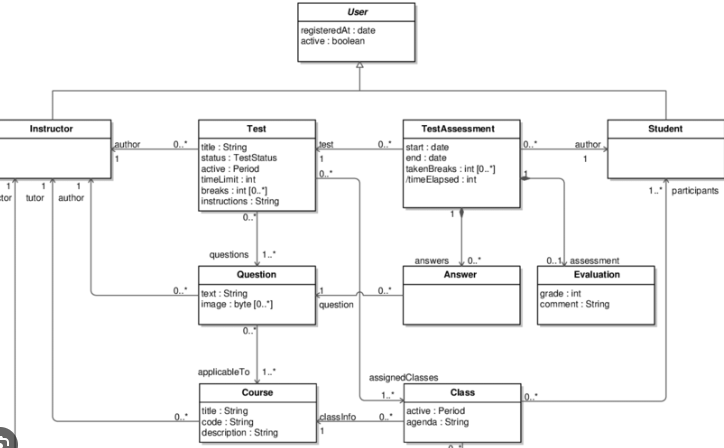 User
registeredAt : date
active : boolean
Instructor
Test
TestAssessment
Student
author
1
0..*
title : String
status : TestStatus
active : Period
timeLimit : int
breaks : int [0..*]
instructions : String
test
1
0..*
0..*
start : date
end : date
takenBreaks : int [0..*]
/timeElapsed : int
0..*
author
1
1
1
1
1
tor
tutor
author
1..*
participants
0..*
1
questions
1..*
answers
0..*
0..1
assessment
Question
Answer
Evaluation
text : String
image : byte [0..*]
0..*
1
question
0..*
grade : int
comment : String
0..*
applicableTo
1..*
assignedClasses
1..*
Course
Class
title : String
code : String
description : String
0..*
classInfo
1
0..*
active : Period
agenda : String
0..*
0..*